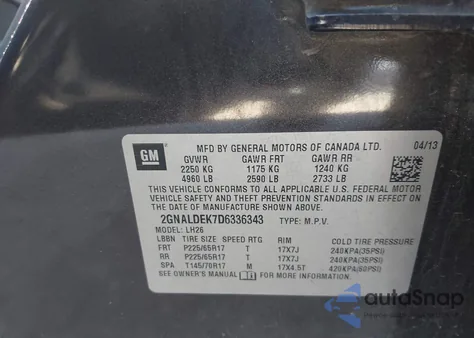 GM
MFD BY GENERAL MOTORS OF CANADA LTD. 04/13
GVWR GAWR FRT GAWR RR
2250 KG 1175 KG 1240 KG
4960 LB 2590 LB 2733 LB
THIS VEHICLE CONFORMS TO ALL APPLICABLE U.S. FEDERAL MOTOR
VEHICLE SAFETY AND THEFT PREVENTION STANDARDS IN EFFECT ON
THE DATE OF MANUFACTURE SHOWN ABOVE.
2GNALDEK7D6336343 TYPE: M.P.V.
MODEL: LH26
LBBN TIRE SIZE SPEED RTG RIM COLD TIRE PRESSURE
FRT P225/65R17 T 17X7J 240KPA(35PSI)
RR P225/65R17 T 17X7J 240KPA(35PSI)
SPA T145/70R17 M 17X4.5T 420KPA(60PSI)
SEE OWNER'S MANUAL FOR MORE INFORMATION.
autoSnap